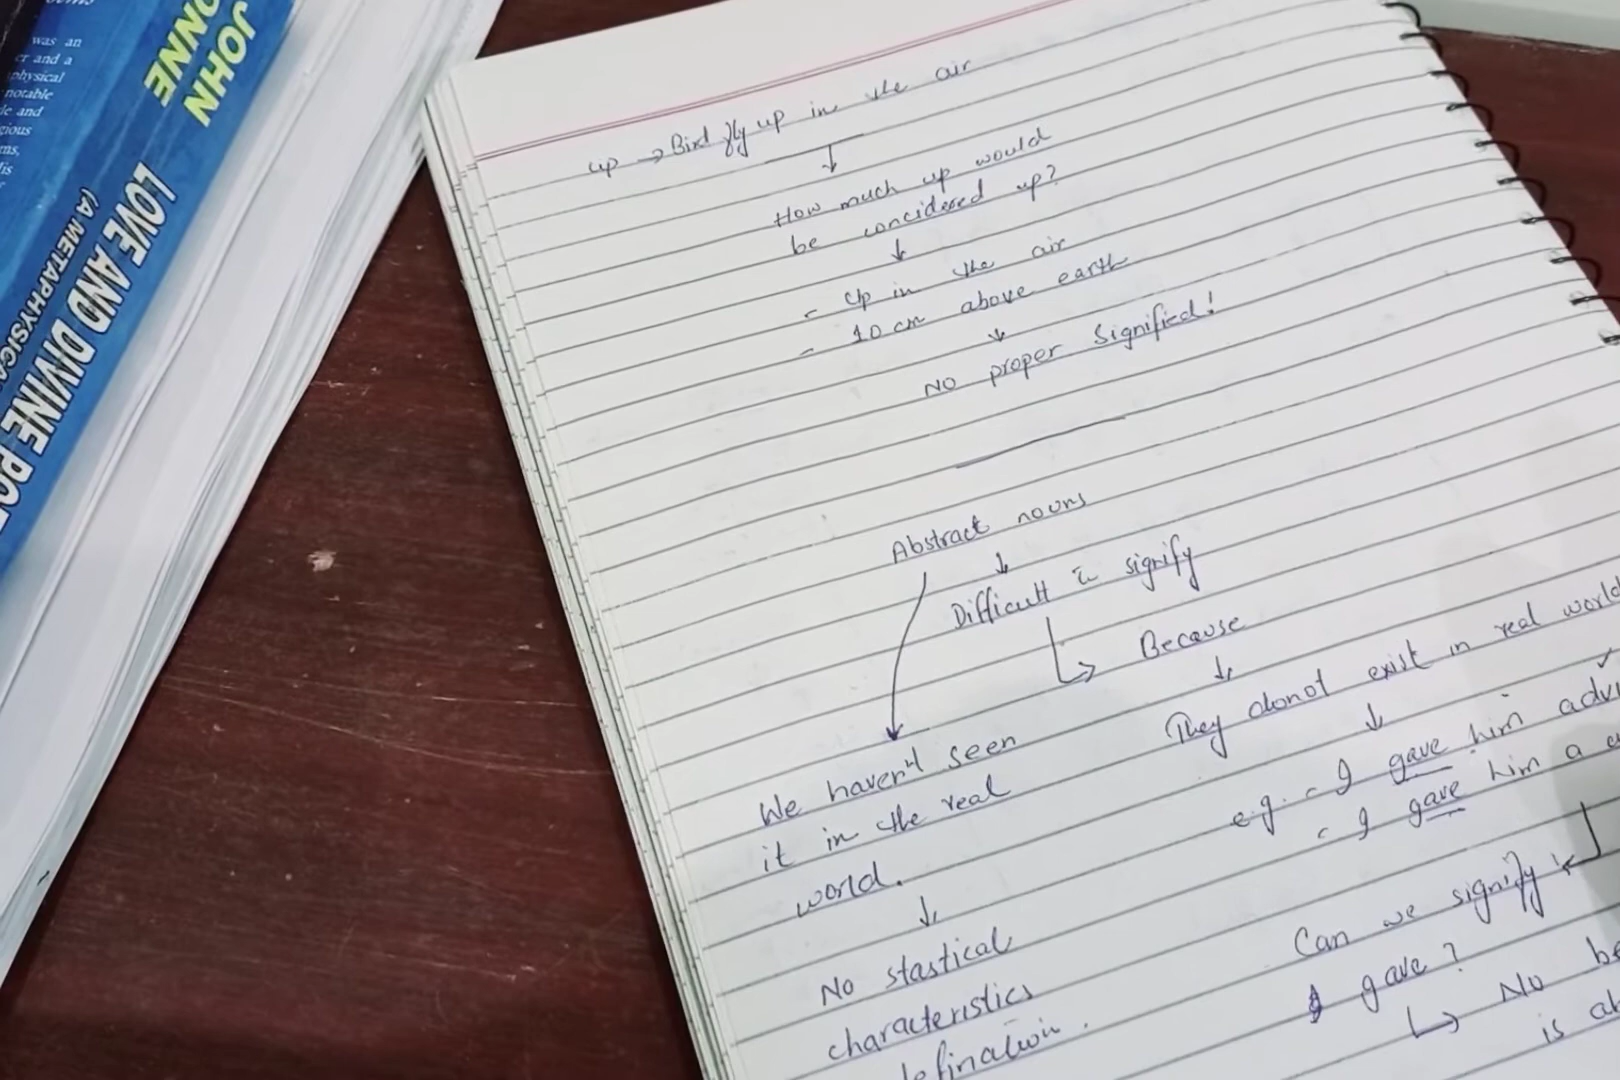 was an
er and a
physical
notable
le and
gious
ms,
lis
JOHN
ONNE
LOVE AND DIVINE PO
(A METAPHYSICA
up → Bird fly up in the air
↓
How much up would
be concidered up?
↓
- Up in the air
- 10 cm above earth
↓
No proper Signified!
Abstract nouns
↓
Difficult to signify
Because
↓
They donot exist in real world
↓
e.g. - I gave him advi
- I gave him a
We haven't seen
it in the real
world.
↓
No stastical
characteristics
defination.
Can we signify
gave?
No be
is ab